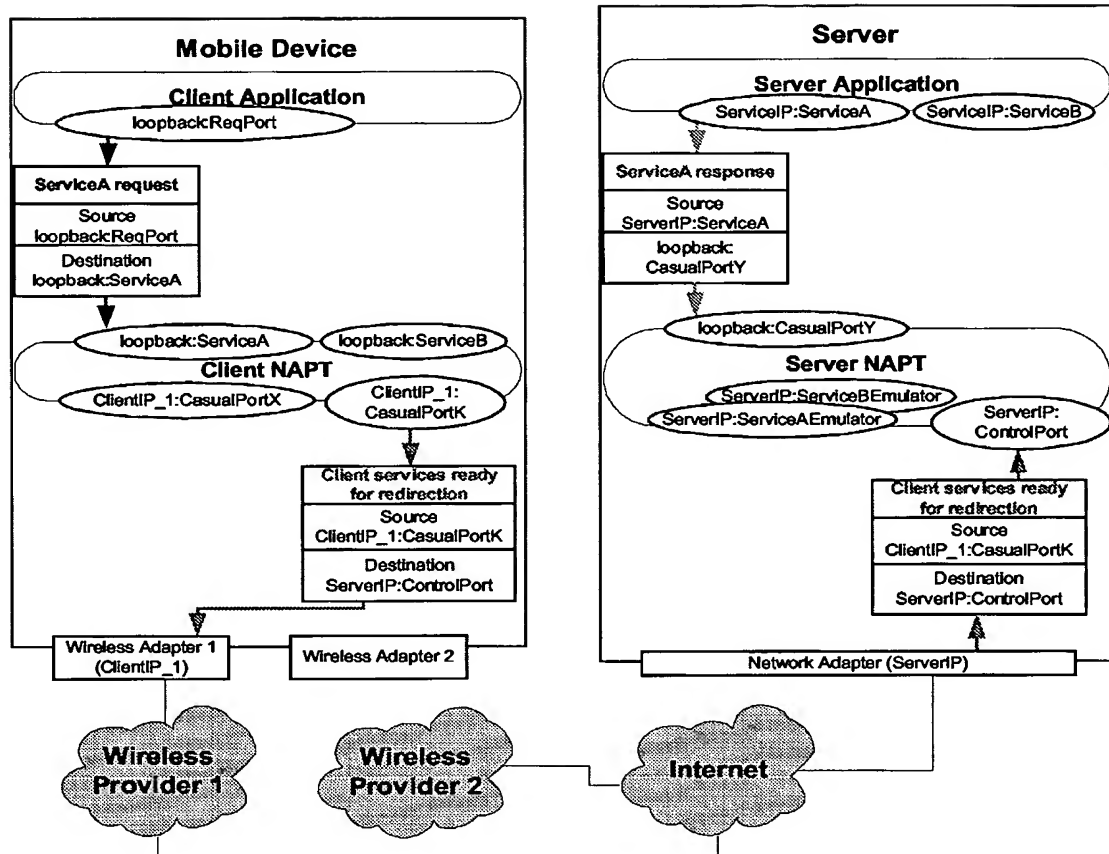 Mobile Device
Client Application
loopback:ReqPort
ServiceA request
Source
loopback:ReqPort
Destination
loopback:ServiceA
loopback:ServiceA
loopback:ServiceB
Client NAPT
ClientIP_1:CasualPortX
ClientIP_1:
CasualPortK
Client services ready
for redirection
Source
ClientIP_1:CasualPortK
Destination
ServerIP:ControlPort
Wireless Adapter 1
(ClientIP_1)
Wireless Adapter 2
Wireless
Provider 1
Wireless
Provider 2
Internet
Server
Server Application
ServiceIP:ServiceA
ServiceIP:ServiceB
ServiceA response
Source
ServerIP:ServiceA
loopback:
CasualPortY
loopback:CasualPortY
Server NAPT
ServerIP:ServiceBEmulator
ServerIP:ServiceAEmulator
ServerIP:
ControlPort
Client services ready
for redirection
Source
ClientIP_1:CasualPortK
Destination
ServerIP:ControlPort
Network Adapter (ServerIP)